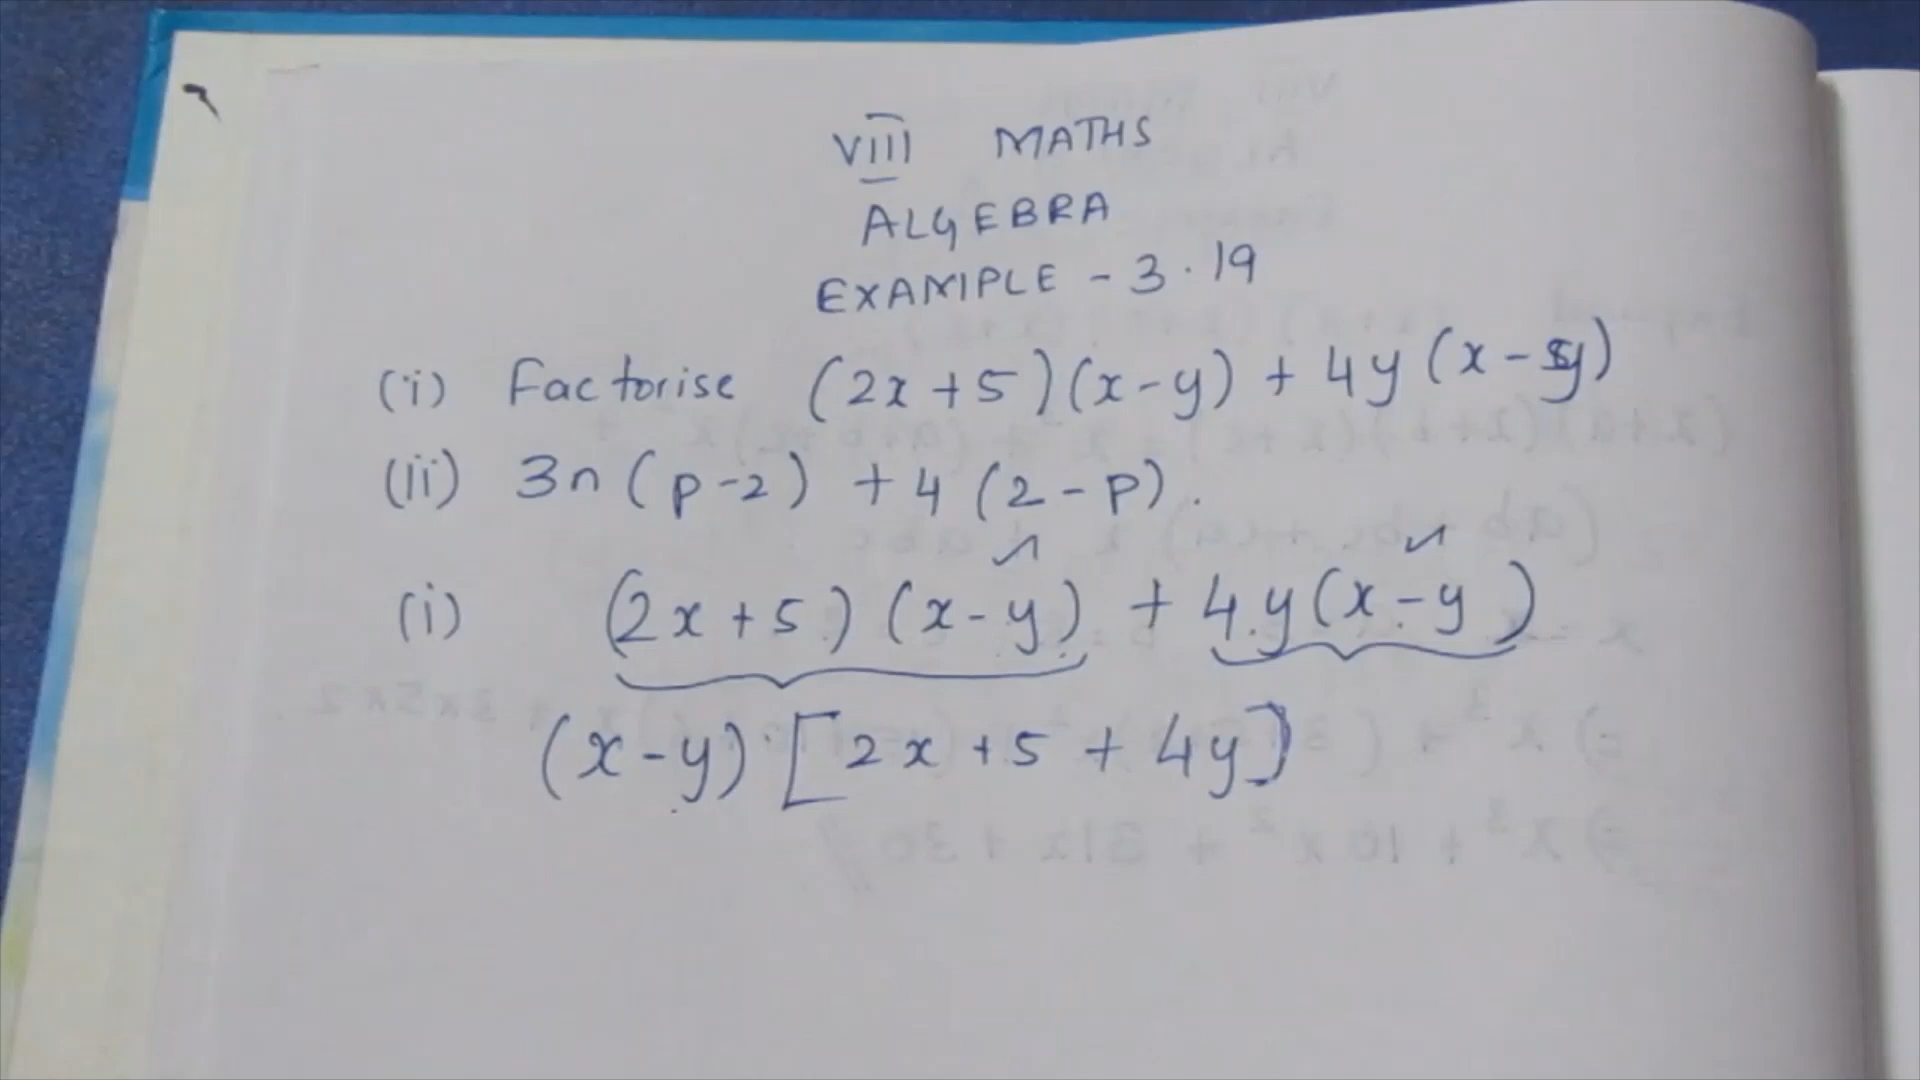 VIII MATHS
ALGEBRA
EXAMPLE - 3.19
(i) Factorise (2x+5)(x-y) + 4y(x-y)
(ii) 3n(p-2) + 4(2-p).
(i) (2x+5)(x-y) + 4y(x-y)
(x-y)[2x+5+4y]